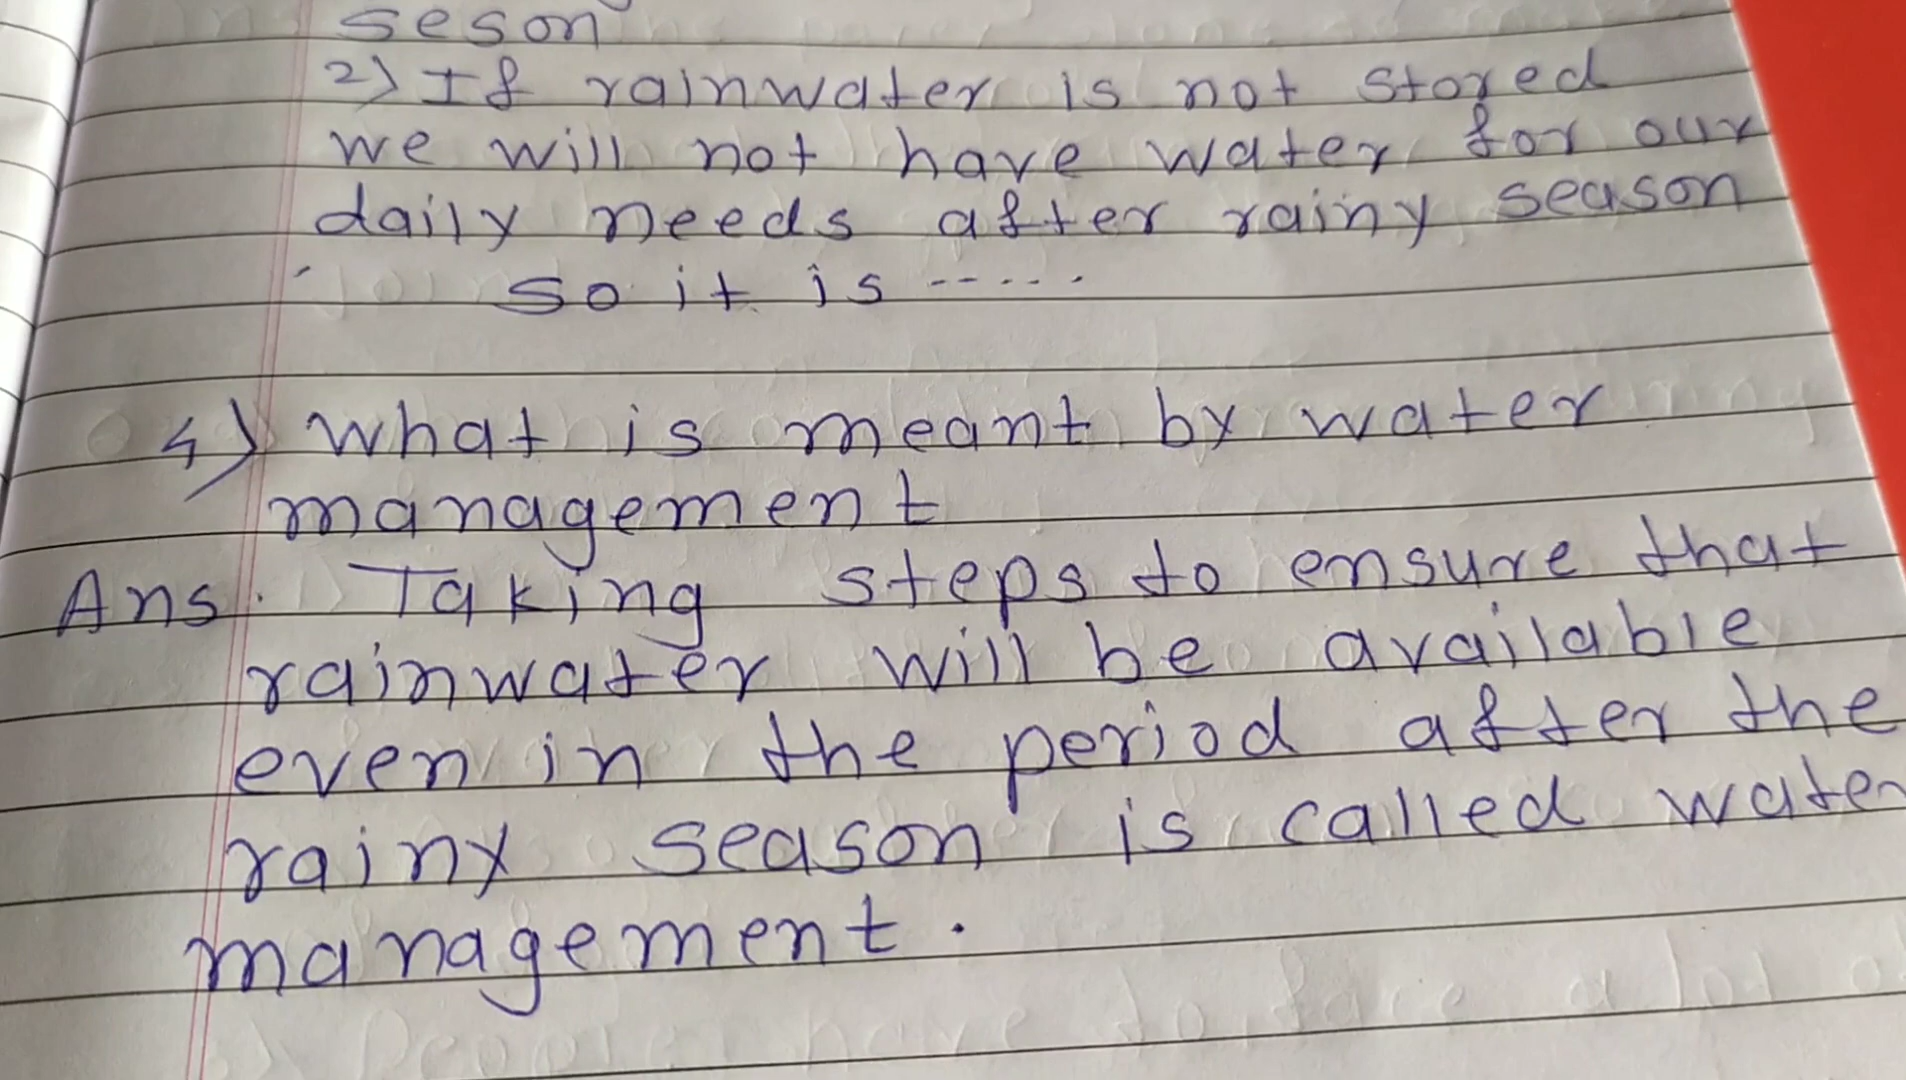 seson
2) If rainwater is not stored
we will not have water for our
daily needs after rainy season
so it is -----
4) what is meant by water
management
Ans. Taking steps to ensure that
rainwater will be available
even in the period after the
rainy season is called water
management.